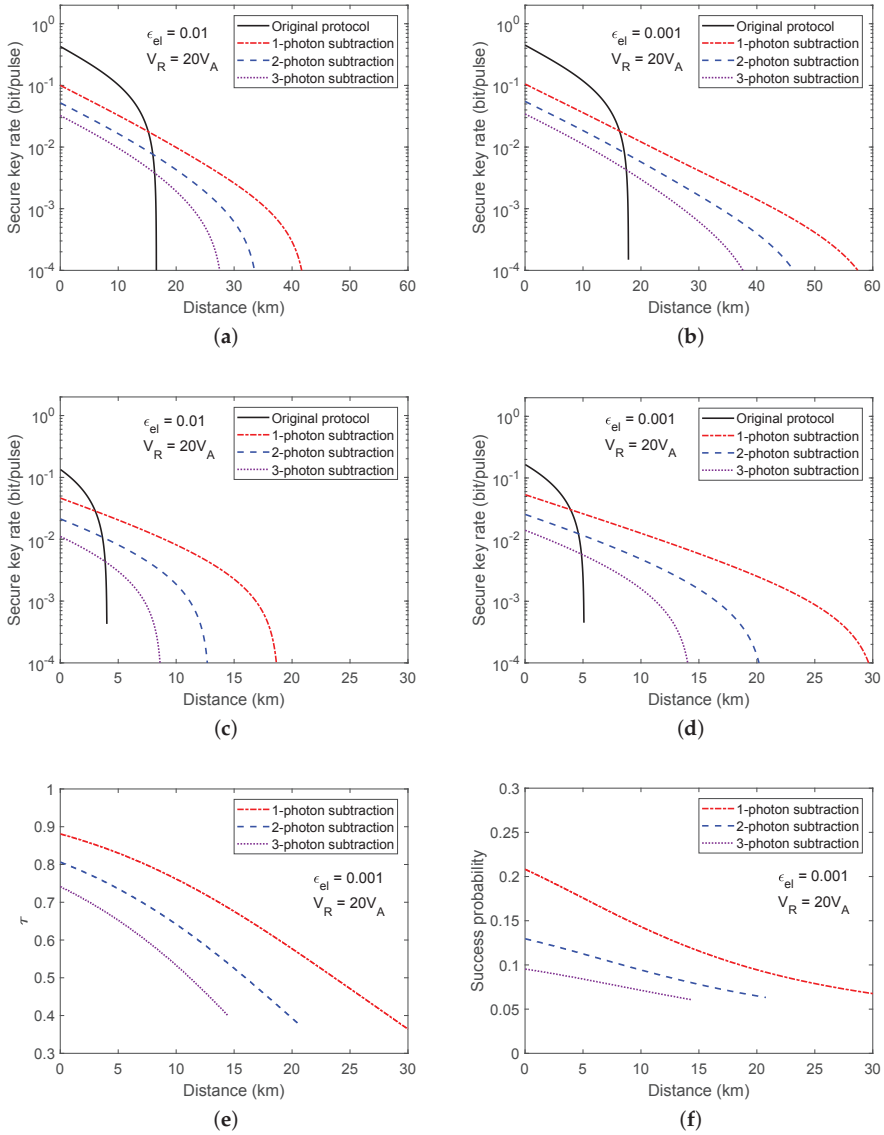 Secure key rate (bit/pulse)
10^0
10^-1
10^-2
10^-3
10^-4
ϵ_el = 0.01
V_R = 20V_A
Original protocol
1-photon subtraction
2-photon subtraction
3-photon subtraction
0 10 20 30 40 50 60
Distance (km)
(a)
Secure key rate (bit/pulse)
10^0
10^-1
10^-2
10^-3
10^-4
ϵ_el = 0.001
V_R = 20V_A
Original protocol
1-photon subtraction
2-photon subtraction
3-photon subtraction
0 10 20 30 40 50 60
Distance (km)
(b)
Secure key rate (bit/pulse)
10^0
10^-1
10^-2
10^-3
10^-4
ϵ_el = 0.01
V_R = 20V_A
Original protocol
1-photon subtraction
2-photon subtraction
3-photon subtraction
0 5 10 15 20 25 30
Distance (km)
(c)
Secure key rate (bit/pulse)
10^0
10^-1
10^-2
10^-3
10^-4
ϵ_el = 0.001
V_R = 20V_A
Original protocol
1-photon subtraction
2-photon subtraction
3-photon subtraction
0 5 10 15 20 25 30
Distance (km)
(d)
τ
1
0.9
0.8
0.7
0.6
0.5
0.4
0.3
1-photon subtraction
2-photon subtraction
3-photon subtraction
ϵ_el = 0.001
V_R = 20V_A
0 5 10 15 20 25 30
Distance (km)
(e)
Success probability
0.3
0.25
0.2
0.15
0.1
0.05
0
1-photon subtraction
2-photon subtraction
3-photon subtraction
ϵ_el = 0.001
V_R = 20V_A
0 5 10 15 20 25 30
Distance (km)
(f)